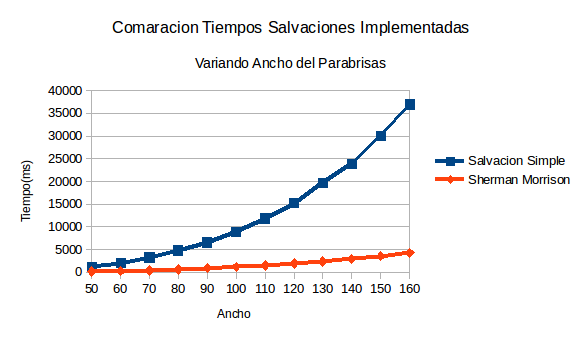 Comaracion Tiempos Salvaciones Implementadas
Variando Ancho del Parabrisas
40000
35000
30000
25000
20000
15000
10000
5000
0
Tiempo(ms)
50 60 70 80 90 100 110 120 130 140 150 160
Ancho
Salvacion Simple
Sherman Morrison